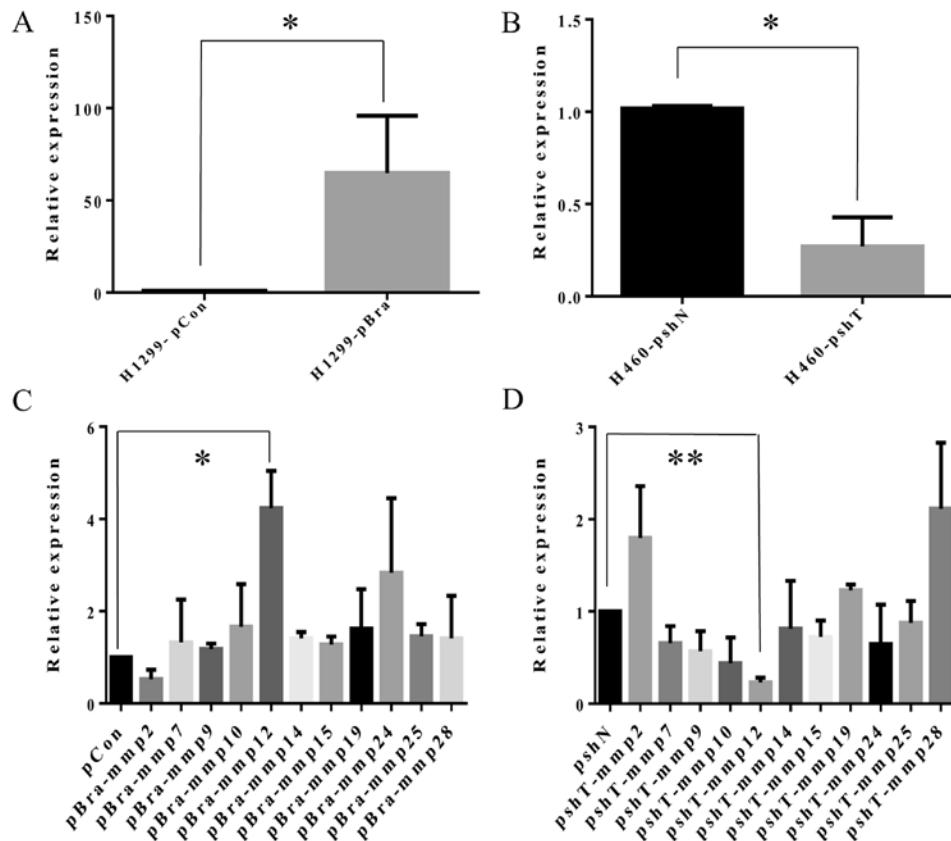 A
Relative expression
150
100
50
0
*
H1299- pCon
H1299-pBra
B
Relative expression
1.5
1.0
0.5
0.0
*
H460-pshN
H460-pshT
C
Relative expression
6
4
2
0
*
pCon
pBra-mmp2
pBra-mmp7
pBra-mmp9
pBra-mmp10
pBra-mmp12
pBra-mmp14
pBra-mmp15
pBra-mmp19
pBra-mmp24
pBra-mmp25
pBra-mmp28
D
Relative expression
3
2
1
0
**
pshN
pshT-mmp2
pshT-mmp7
pshT-mmp9
pshT-mmp10
pshT-mmp12
pshT-mmp14
pshT-mmp15
pshT-mmp19
pshT-mmp24
pshT-mmp25
pshT-mmp28